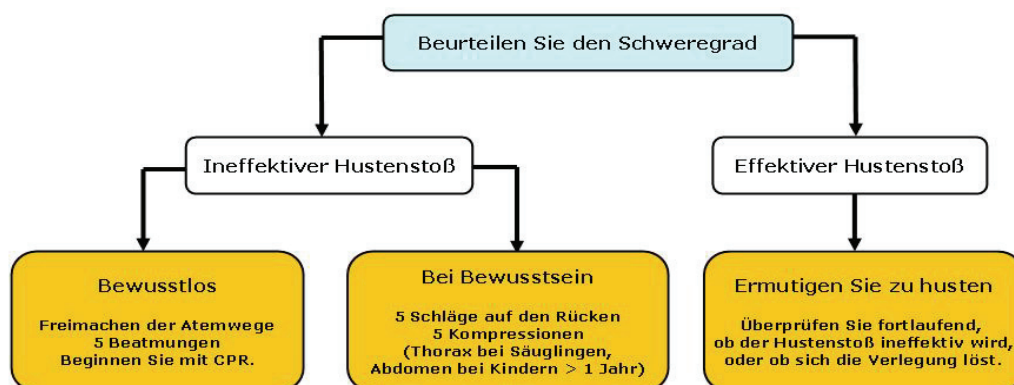 Beurteilen Sie den Schweregrad
Ineffektiver Hustenstoß
Effektiver Hustenstoß
Bewusstlos
Freimachen der Atemwege
5 Beatmungen
Beginnen Sie mit CPR.
Bei Bewusstsein
5 Schläge auf den Rücken
5 Kompressionen
(Thorax bei Säuglingen,
Abdomen bei Kindern > 1 Jahr)
Ermutigen Sie zu husten
Überprüfen Sie fortlaufend,
ob der Hustenstoß ineffektiv wird,
oder ob sich die Verlegung löst.